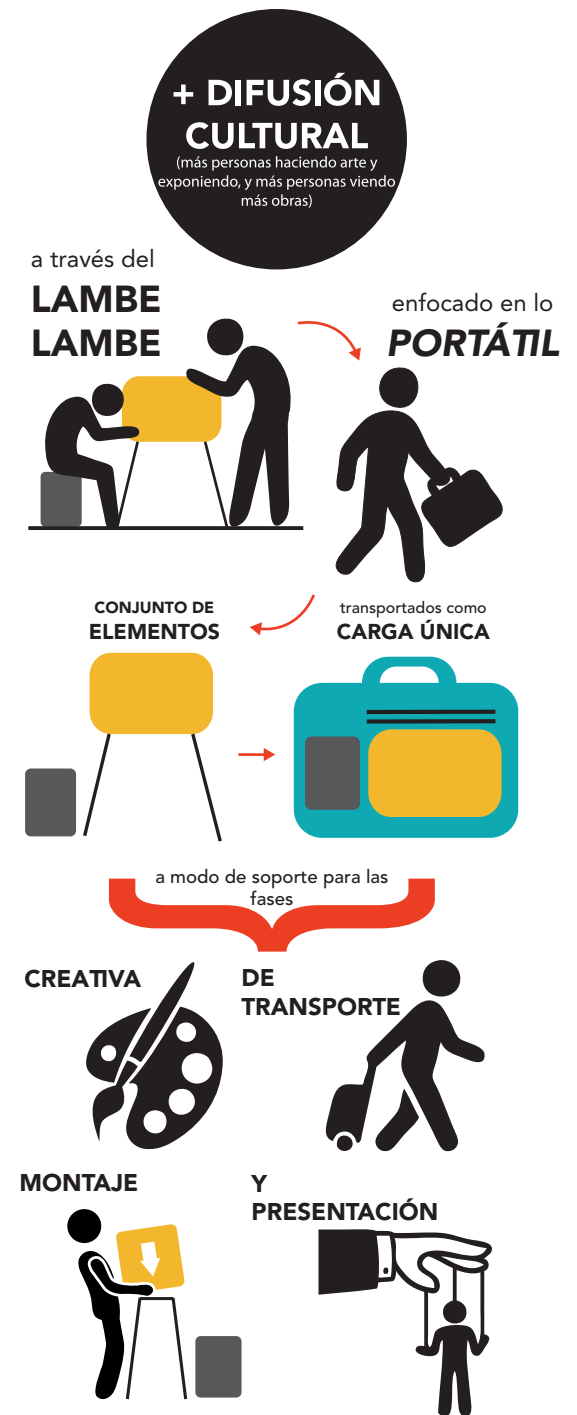 + DIFUSIÓN
CULTURAL
(más personas haciendo arte y
exponiendo, y más personas viendo
más obras)
a través del
LAMBE
LAMBE
enfocado en lo
PORTÁTIL
CONJUNTO DE
ELEMENTOS
transportados como
CARGA ÚNICA
a modo de soporte para las
fases
CREATIVA
DE
TRANSPORTE
MONTAJE
Y
PRESENTACIÓN